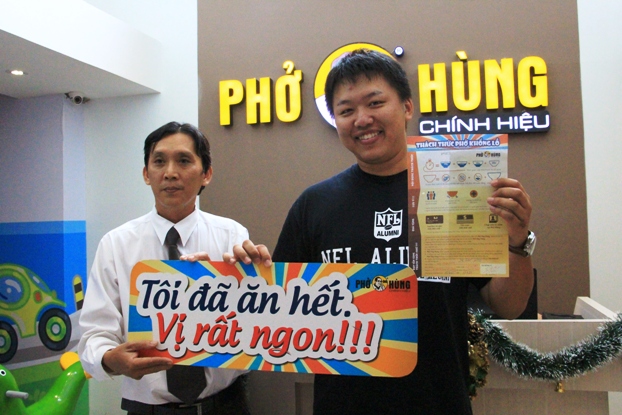 PHỞ HÙNG
CHÍNH HIỆU
THÁCH THỨC PHỞ KHỔNG LỒ
PHỞ HÙNG
NFL
ALUMNI
NFL ALU
PHỞ HÙNG
Tôi đã ăn hết.
Vị rất ngon!!!